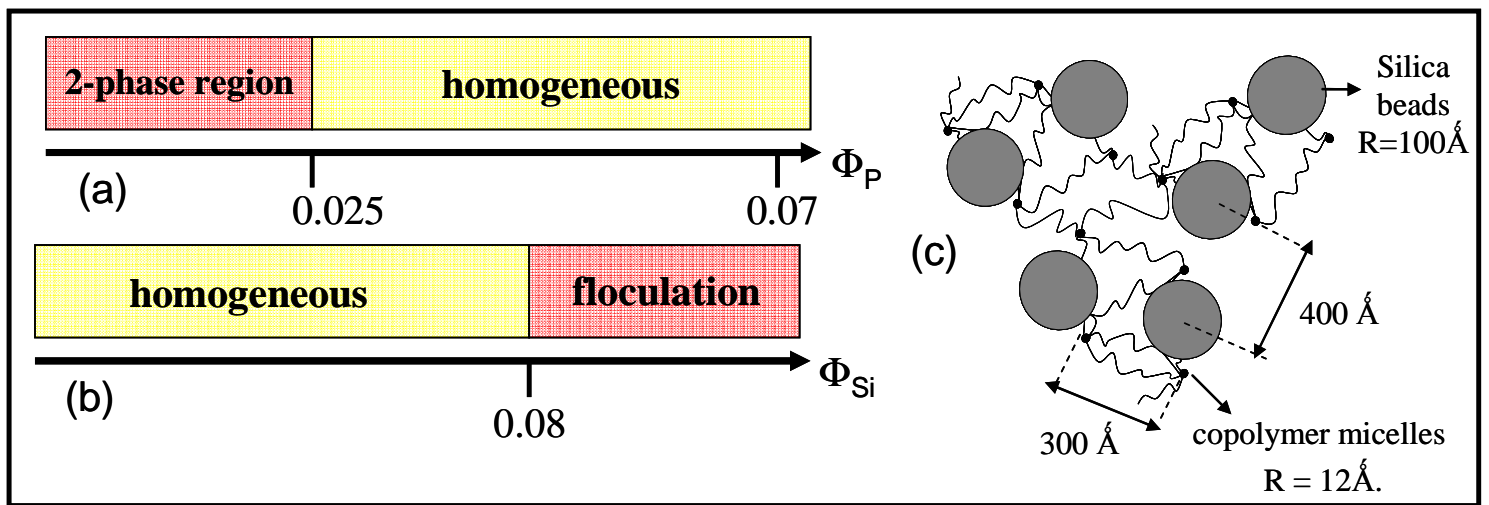 2-phase region
homogeneous
(a)
0.025
0.07
Φ_P
homogeneous
floculation
(b)
0.08
Φ_Si
(c)
Silica
beads
R=100Å
400 Å
300 Å
copolymer micelles
R = 12Å.